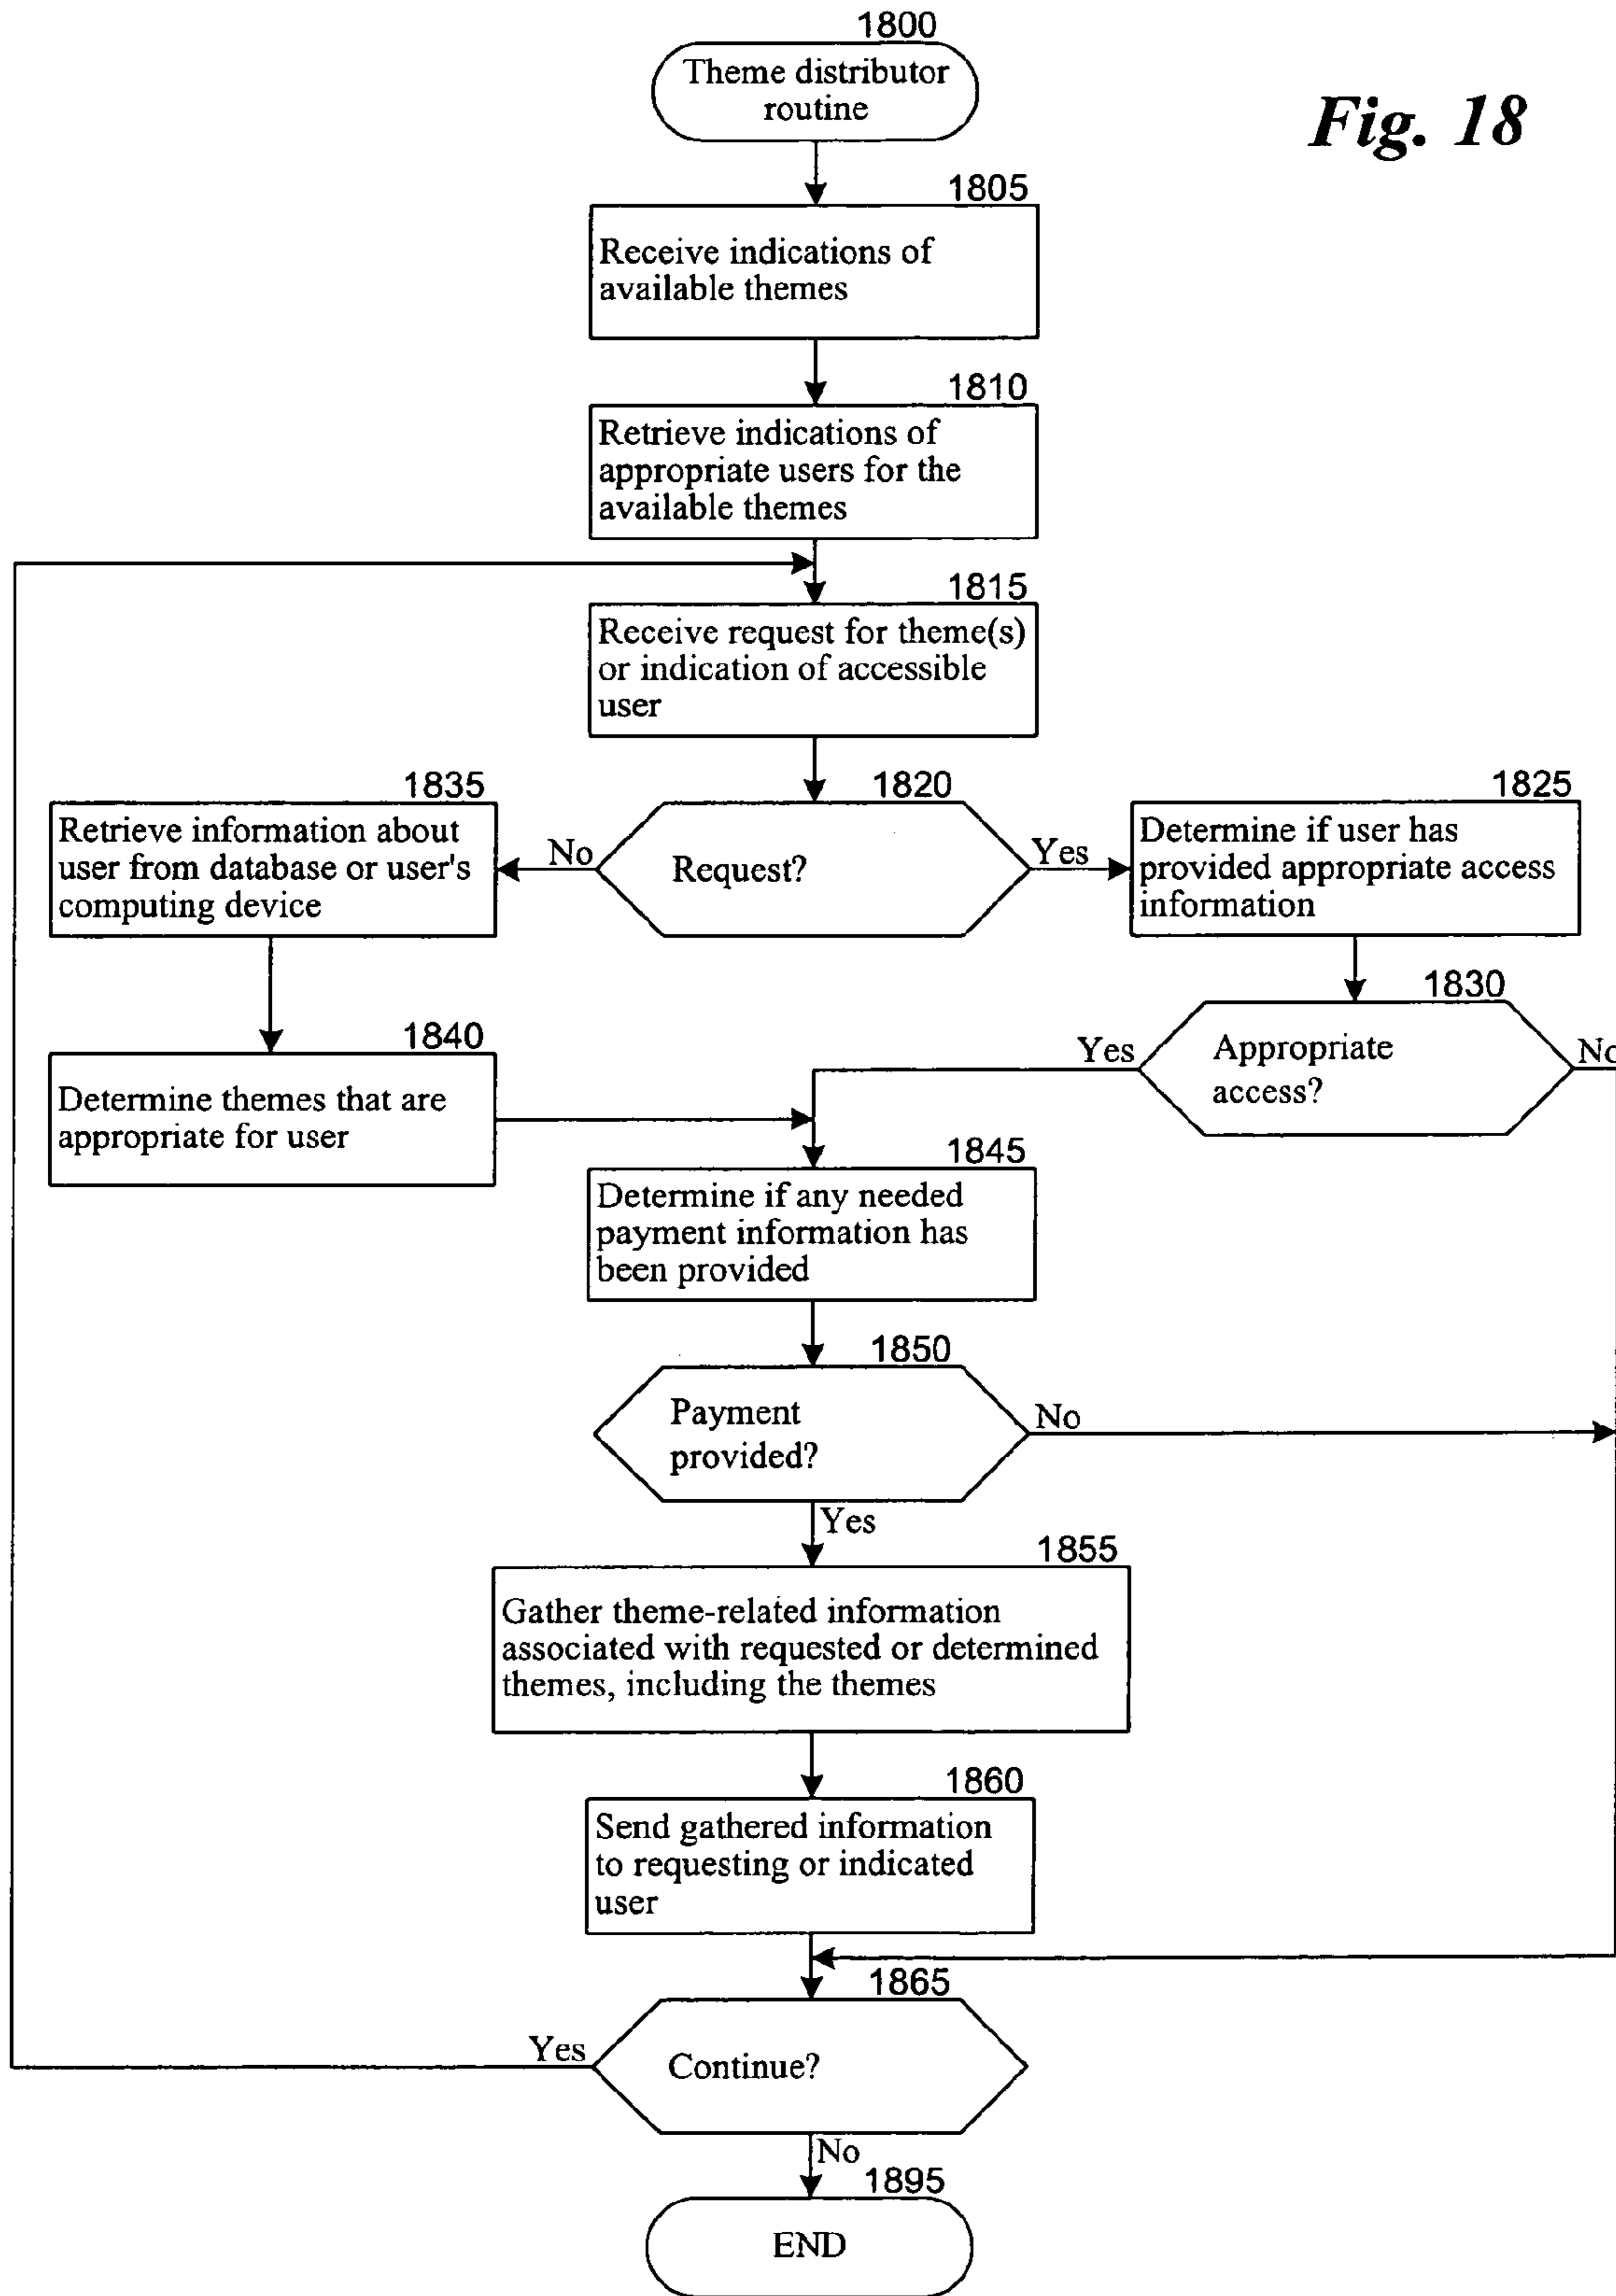 1800
Theme distributor
routine
Fig. 18
1805
Receive indications of
available themes
1810
Retrieve indications of
appropriate users for the
available themes
1815
Receive request for theme(s)
or indication of accessible
user
1820
Request?
No
Yes
1835
Retrieve information about
user from database or user's
computing device
1825
Determine if user has
provided appropriate access
information
1830
Appropriate
access?
Yes
No
1840
Determine themes that are
appropriate for user
1845
Determine if any needed
payment information has
been provided
1850
Payment
provided?
No
Yes
1855
Gather theme-related information
associated with requested or determined
themes, including the themes
1860
Send gathered information
to requesting or indicated
user
1865
Continue?
Yes
No
1895
END